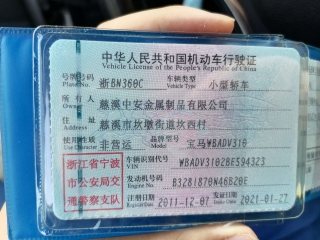 中华人民共和国机动车行驶证
Vehicle License of the People's Republic of China
号牌号码 浙BN360C 车辆类型 小型轿车
Plate No. Vehicle Type
所有人 慈溪中安金属制品有限公司
Owner
住址 慈溪市坎墩街道坎西村
Address
使用性质 非营运 品牌型号 宝马WBADV310
Use Character Model
浙江省宁波 车辆识别代号 WBADV3102BE594323
VIN
市公安局交 发动机号码 B3281870N46B20BE
Engine No.
通警察支队 注册日期 2011-12-07 发证日期 2021-01-27
Register Date Issue Date